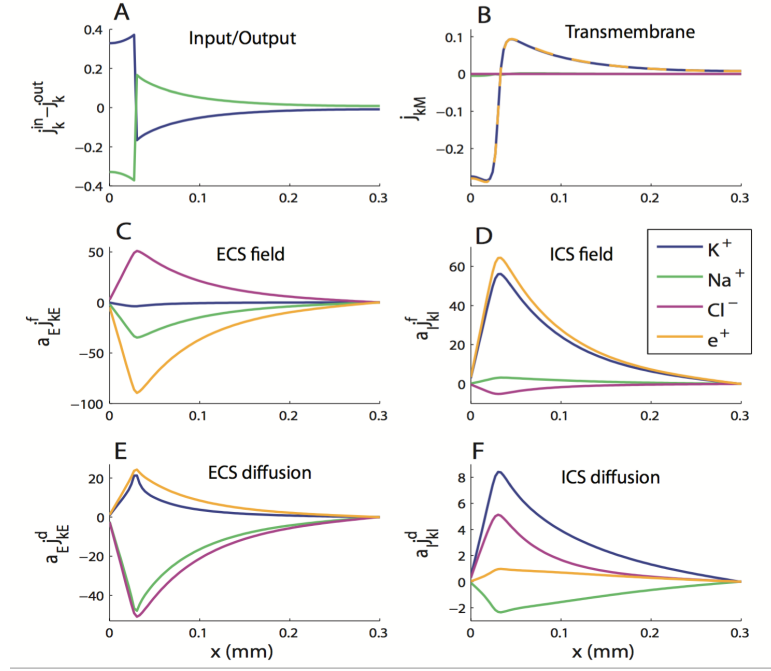 A
Input/Output
j_k^in-j_k^out
0.4
0.2
0
−0.2
−0.4
0
0.1
0.2
0.3
B
Transmembrane
j_kM
0.1
0
−0.1
−0.2
0
0.1
0.2
0.3
C
ECS field
a_E j_kE^f
50
0
−50
−100
0
0.1
0.2
0.3
D
ICS field
a_I j_kI^f
60
40
20
0
K+
Na+
Cl−
e+
0
0.1
0.2
0.3
E
ECS diffusion
a_E j_kE^d
20
0
−20
−40
0
0.1
0.2
0.3
x (mm)
F
ICS diffusion
a_I j_kI^d
8
6
4
2
0
−2
0
0.1
0.2
0.3
x (mm)